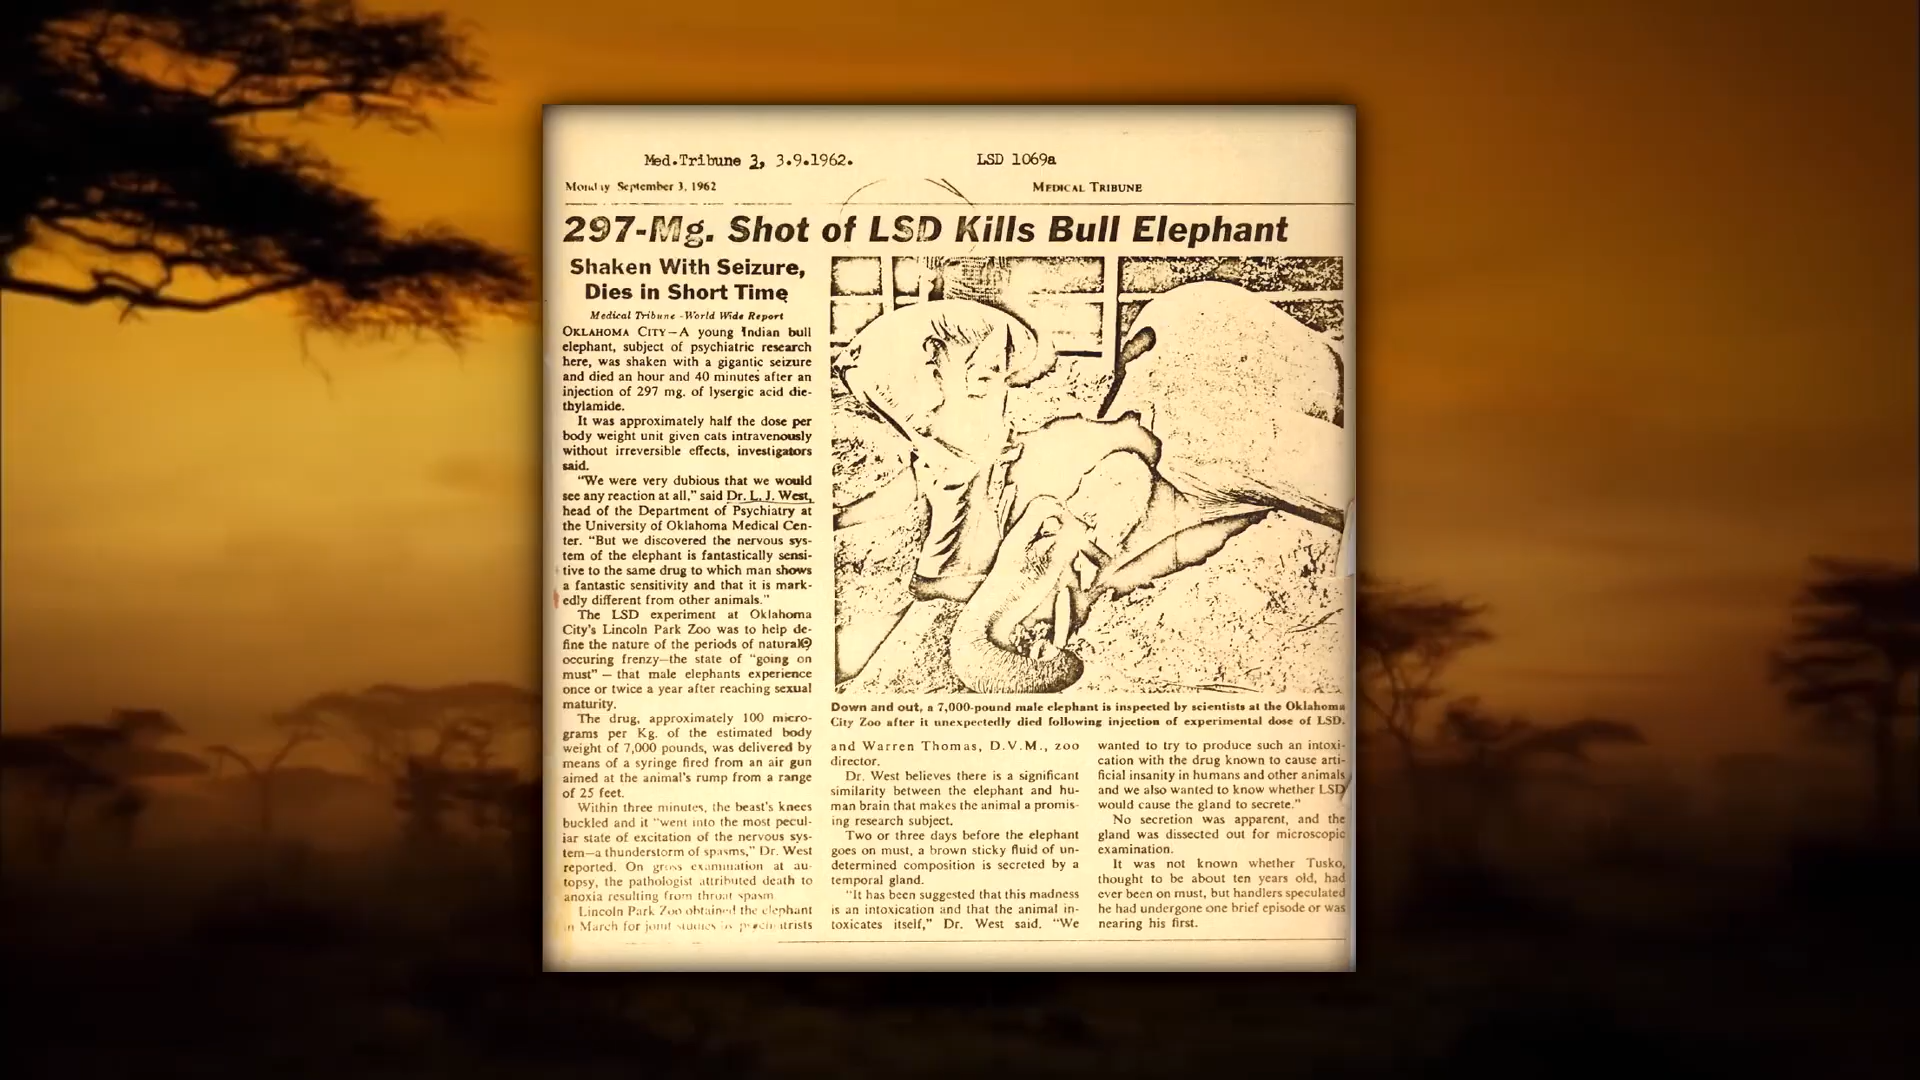 Med.Tribune 3, 3.9.1962.
LSD 1069a
Monday September 3, 1962
MEDICAL TRIBUNE
297-Mg. Shot of LSD Kills Bull Elephant
Shaken With Seizure,
Dies in Short Time
Medical Tribune-World Wide Report
OKLAHOMA CITY—A young Indian bull
elephant, subject of psychiatric research
here, was shaken with a gigantic seizure
and died an hour and 40 minutes after an
injection of 297 mg. of lysergic acid die-
thylamide.
It was approximately half the dose per
body weight unit given cats intravenously
without irreversible effects, investigators
said.
“We were very dubious that we would
see any reaction at all,” said Dr. L. J. West,
head of the Department of Psychiatry at
the University of Oklahoma Medical Cen-
ter. “But we discovered the nervous sys-
tem of the elephant is fantastically sensi-
tive to the same drug to which man shows
a fantastic sensitivity and that it is mark-
edly different from other animals.”
The LSD experiment at Oklahoma
City's Lincoln Park Zoo was to help de-
fine the nature of the periods of natural
occuring frenzy—the state of “going on
must” — that male elephants experience
once or twice a year after reaching sexual
maturity.
The drug, approximately 100 micro-
grams per Kg. of the estimated body
weight of 7,000 pounds, was delivered by
means of a syringe fired from an air gun
aimed at the animal's rump from a range
of 25 feet.
Within three minutes, the beast's knees
buckled and it “went into the most pecul-
iar state of excitation of the nervous sys-
tem—a thunderstorm of spasms,” Dr. West
reported. On gross examination at au-
topsy, the pathologist attributed death to
anoxia resulting from throat spasm
Lincoln Park Zoo obtained the elephant
in March for joint studies by psychiatrists
Down and out, a 7,000-pound male elephant is inspected by scientists at the Oklahoma
City Zoo after it unexpectedly died following injection of experimental dose of LSD.
and Warren Thomas, D.V.M., zoo
director.
Dr. West believes there is a significant
similarity between the elephant and hu-
man brain that makes the animal a promis-
ing research subject.
Two or three days before the elephant
goes on must, a brown sticky fluid of un-
determined composition is secreted by a
temporal gland.
“It has been suggested that this madness
is an intoxication and that the animal in-
toxicates itself,” Dr. West said. “We
wanted to try to produce such an intoxi-
cation with the drug known to cause arti-
ficial insanity in humans and other animals
and we also wanted to know whether LSD
would cause the gland to secrete.”
No secretion was apparent, and the
gland was dissected out for microscopic
examination.
It was not known whether Tusko,
thought to be about ten years old, had
ever been on must, but handlers speculated
he had undergone one brief episode or was
nearing his first.